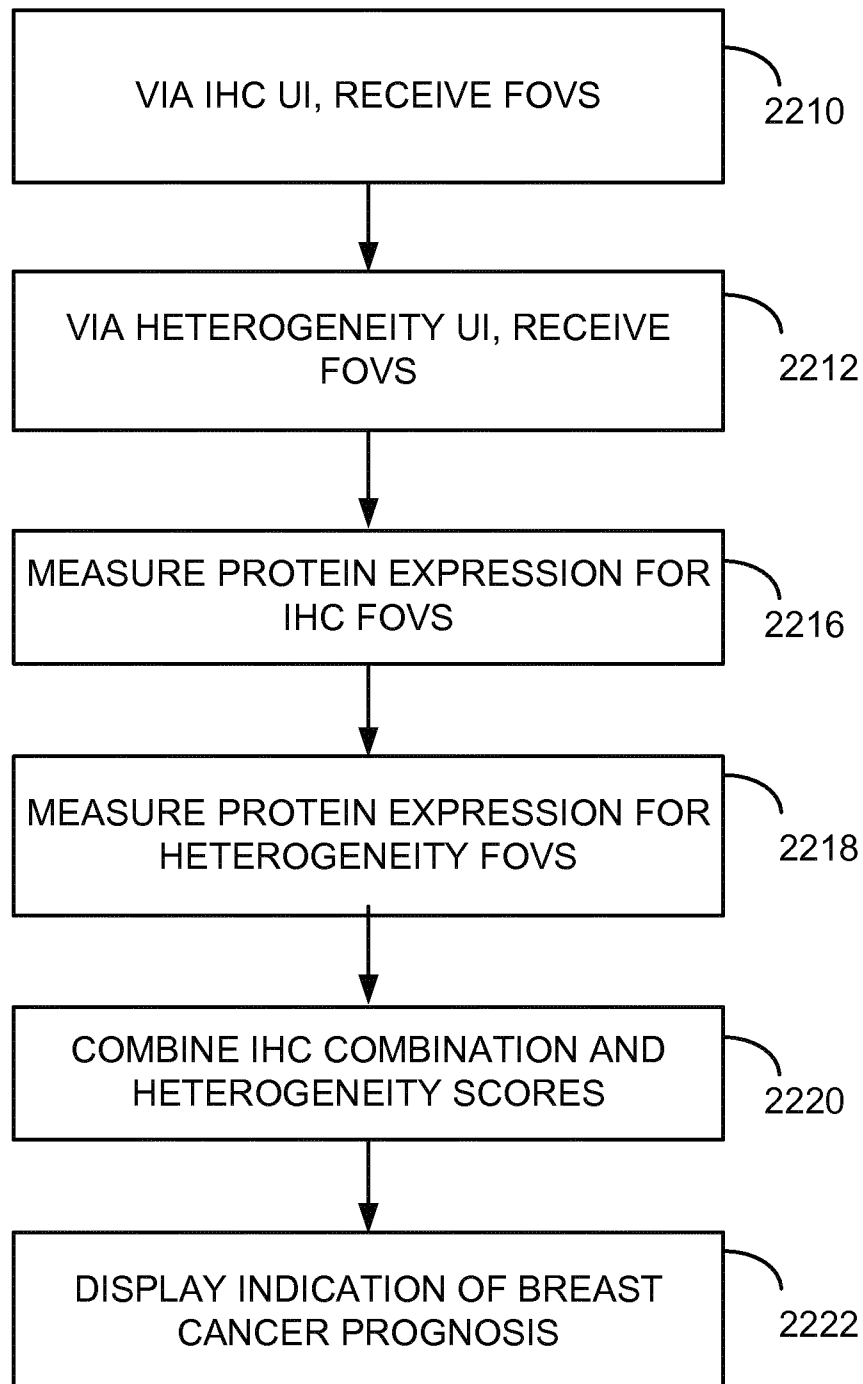 VIA IHC UI, RECEIVE FOVS
2210
VIA HETEROGENEITY UI, RECEIVE
FOVS
2212
MEASURE PROTEIN EXPRESSION FOR
IHC FOVS
2216
MEASURE PROTEIN EXPRESSION FOR
HETEROGENEITY FOVS
2218
COMBINE IHC COMBINATION AND
HETEROGENEITY SCORES
2220
DISPLAY INDICATION OF BREAST
CANCER PROGNOSIS
2222